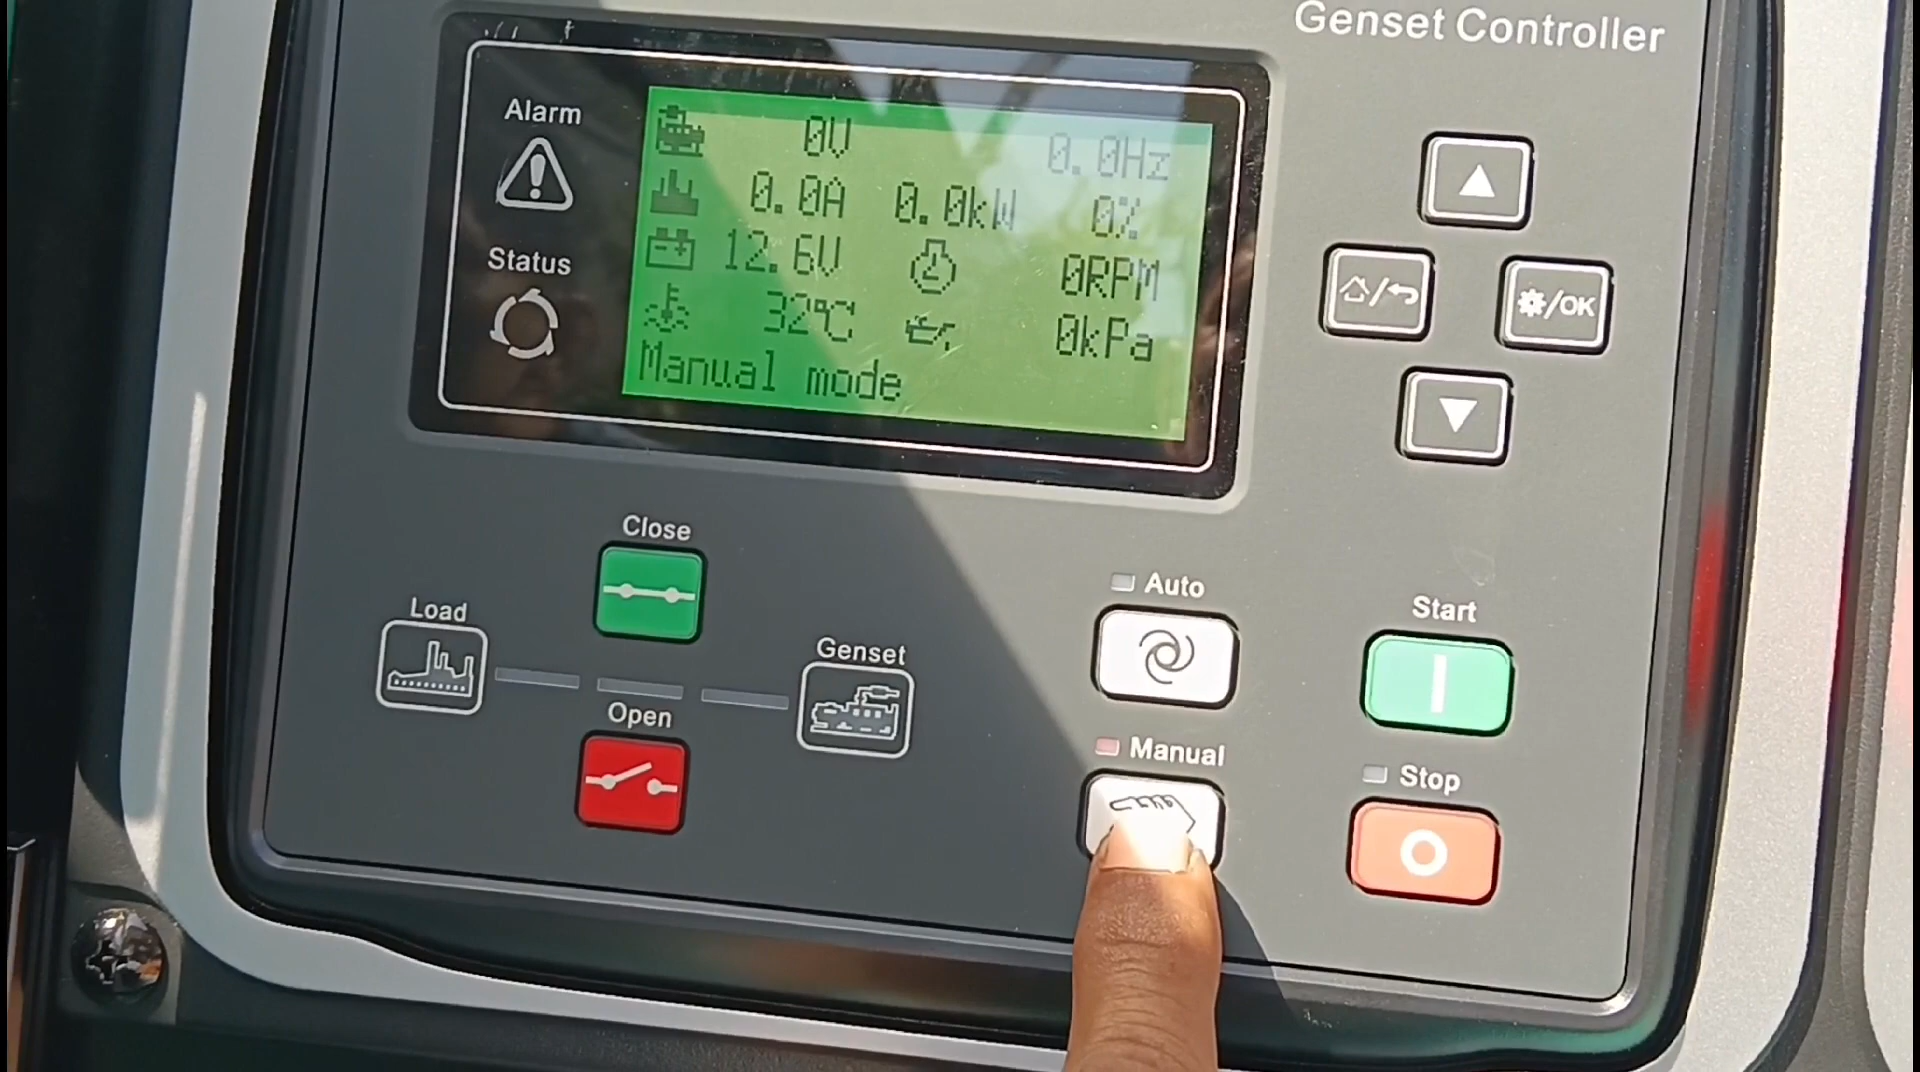 Genset Controller
Alarm
Status
0V 0.0Hz
0.0A 0.0kW 0%
12.6V 0RPM
32℃ 0kPa
Manual mode
/OK
Close
Load
Genset
Open
Auto
Start
Manual
Stop